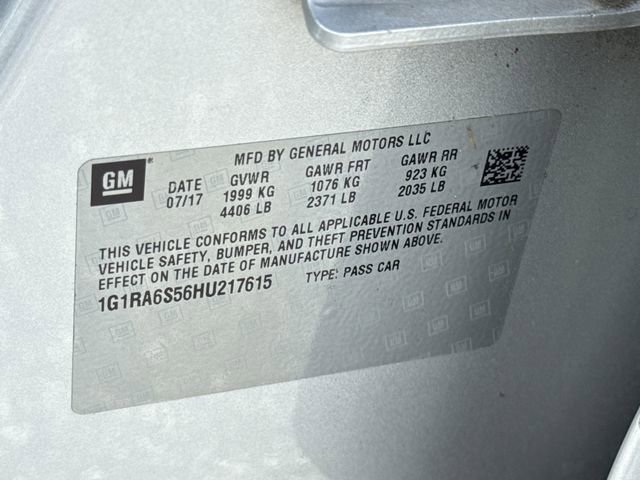 MFD BY GENERAL MOTORS LLC
GM DATE GVWR GAWR FRT GAWR RR
07/17 1999 KG 1076 KG 923 KG
4406 LB 2371 LB 2035 LB
THIS VEHICLE CONFORMS TO ALL APPLICABLE U.S. FEDERAL MOTOR
VEHICLE SAFETY, BUMPER, AND THEFT PREVENTION STANDARDS IN
EFFECT ON THE DATE OF MANUFACTURE SHOWN ABOVE.
1G1RA6S56HU217615 TYPE: PASS CAR